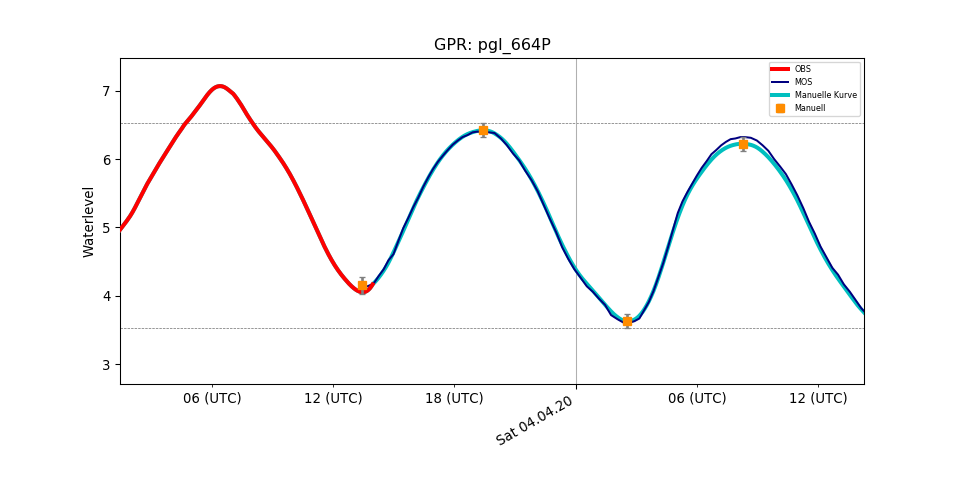 GPR: pgl_664P
OBS
MOS
Manuelle Kurve
Manuell
Waterlevel
7
6
5
4
3
06 (UTC)
12 (UTC)
18 (UTC)
Sat 04.04.20
06 (UTC)
12 (UTC)